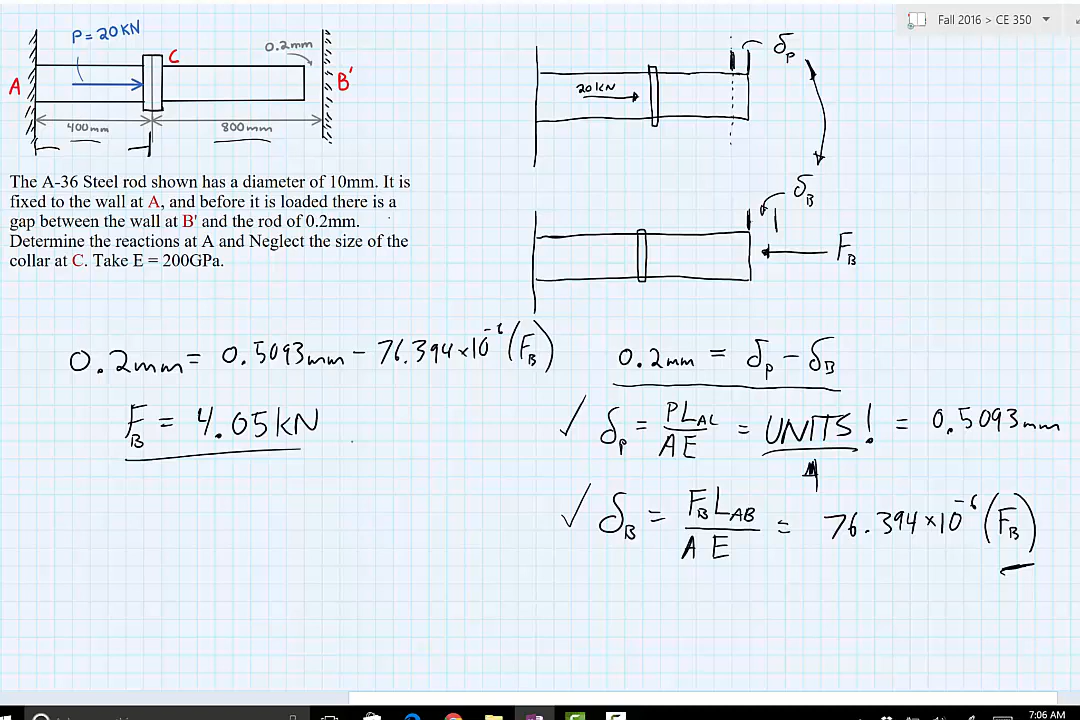 Fall 2016 > CE 350
P = 20 KN
C
0.2mm
A
B'
400mm
800mm
The A-36 Steel rod shown has a diameter of 10mm. It is
fixed to the wall at A, and before it is loaded there is a
gap between the wall at B' and the rod of 0.2mm.
Determine the reactions at A and Neglect the size of the
collar at C. Take E = 200GPa.
δP
20 KN
δB
FB
0.2mm = 0.5093mm - 76.394×10⁻⁶ (FB)
FB = 4.05 KN
0.2mm = δP - δB
✓ δP = PLAC / AE = UNITS! = 0.5093mm
✓ δB = FBLAB / AE = 76.394×10⁻⁶ (FB)
7:06 AM